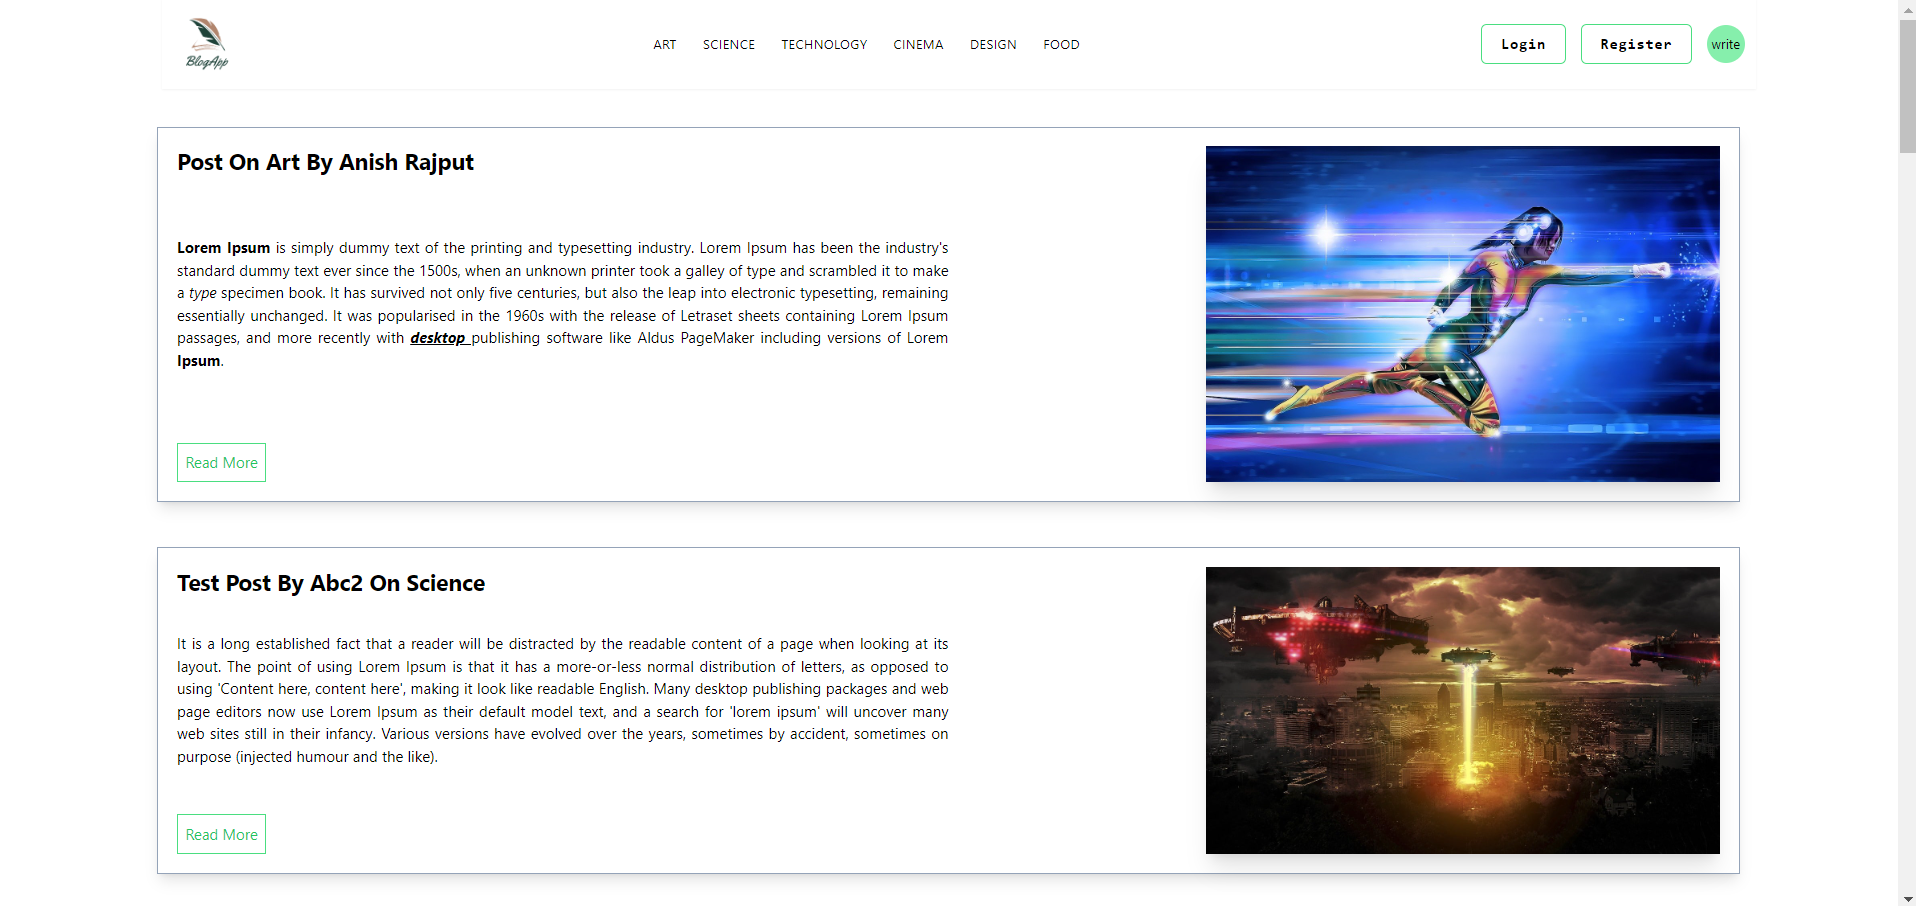 BlogApp
ART SCIENCE TECHNOLOGY CINEMA DESIGN FOOD
Login Register write
Post On Art By Anish Rajput
Lorem Ipsum is simply dummy text of the printing and typesetting industry. Lorem Ipsum has been the industry's
standard dummy text ever since the 1500s, when an unknown printer took a galley of type and scrambled it to make
a type specimen book. It has survived not only five centuries, but also the leap into electronic typesetting, remaining
essentially unchanged. It was popularised in the 1960s with the release of Letraset sheets containing Lorem Ipsum
passages, and more recently with desktop publishing software like Aldus PageMaker including versions of Lorem
Ipsum.
Read More
Test Post By Abc2 On Science
It is a long established fact that a reader will be distracted by the readable content of a page when looking at its
layout. The point of using Lorem Ipsum is that it has a more-or-less normal distribution of letters, as opposed to
using 'Content here, content here', making it look like readable English. Many desktop publishing packages and web
page editors now use Lorem Ipsum as their default model text, and a search for 'lorem ipsum' will uncover many
web sites still in their infancy. Various versions have evolved over the years, sometimes by accident, sometimes on
purpose (injected humour and the like).
Read More